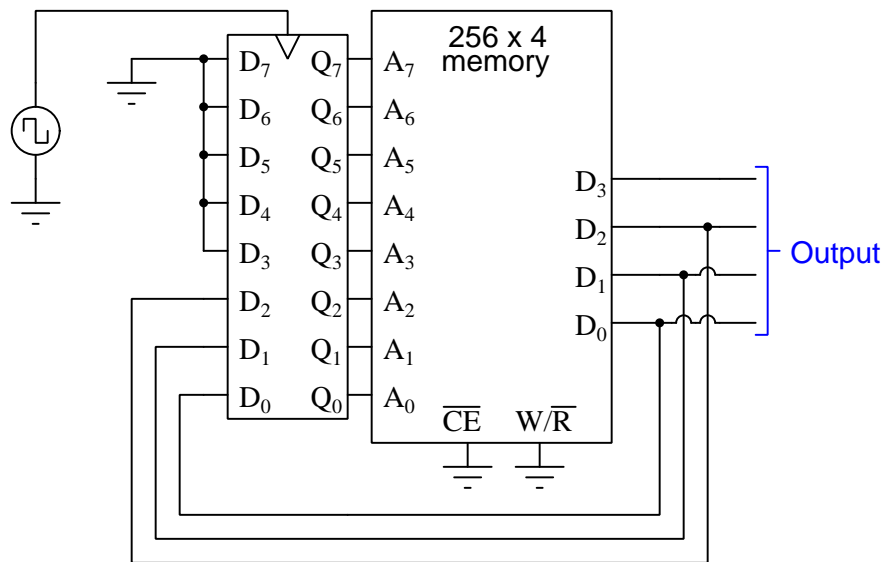 256 x 4
memory
D₇ Q₇ A₇
D₆ Q₆ A₆
D₅ Q₅ A₅
D₄ Q₄ A₄
D₃ Q₃ A₃
D₂ Q₂ A₂
D₁ Q₁ A₁
D₀ Q₀ A₀
D₃
D₂
D₁
D₀
Output
C̅E̅ W/R̅